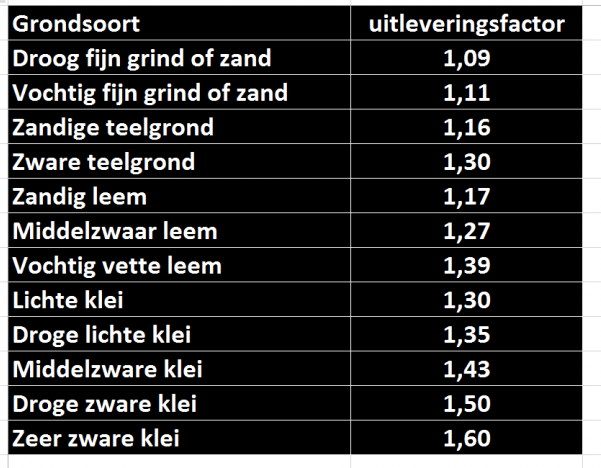 Grondsoort uitleveringsfactor
Droog fijn grind of zand 1,09
Vochtig fijn grind of zand 1,11
Zandige teelgrond 1,16
Zware teelgrond 1,30
Zandig leem 1,17
Middelzwaar leem 1,27
Vochtig vette leem 1,39
Lichte klei 1,30
Droge lichte klei 1,35
Middelzware klei 1,43
Droge zware klei 1,50
Zeer zware klei 1,60